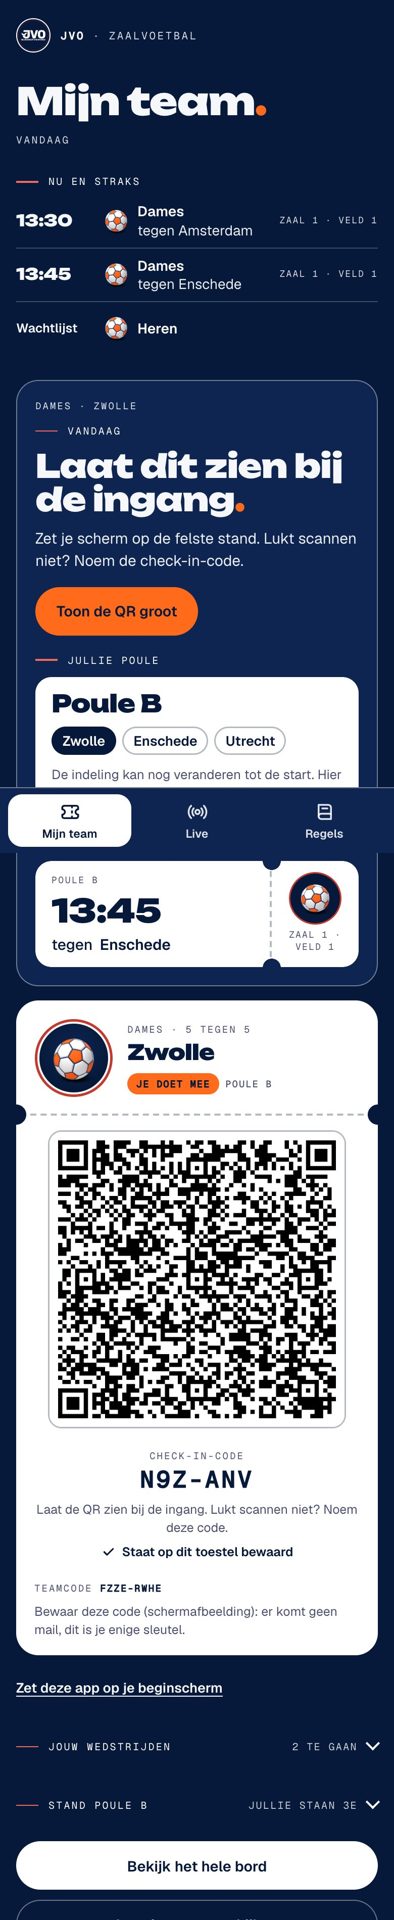 JVO
JVO · ZAALVOETBAL
Mijn team.
VANDAAG
NU EN STRAKS
13:30 Dames ZAAL 1 · VELD 1
tegen Amsterdam
13:45 Dames ZAAL 1 · VELD 1
tegen Enschede
Wachtlijst Heren
DAMES · ZWOLLE
VANDAAG
Laat dit zien bij
de ingang.
Zet je scherm op de felste stand. Lukt scannen
niet? Noem de check-in-code.
Toon de QR groot
JULLIE POULE
Poule B
Zwolle Enschede Utrecht
De indeling kan nog veranderen tot de start. Hier
Mijn team Live Regels
POULE B
13:45
tegen Enschede
ZAAL 1 ·
VELD 1
DAMES · 5 TEGEN 5
Zwolle
JE DOET MEE POULE B
CHECK-IN-CODE
N9Z-ANV
Laat de QR zien bij de ingang. Lukt scannen niet? Noem
deze code.
Staat op dit toestel bewaard
TEAMCODE FZZE-RWHE
Bewaar deze code (schermafbeelding): er komt geen
mail, dit is je enige sleutel.
Zet deze app op je beginscherm
JOUW WEDSTRIJDEN 2 TE GAAN
STAND POULE B JULLIE STAAN 3E
Bekijk het hele bord